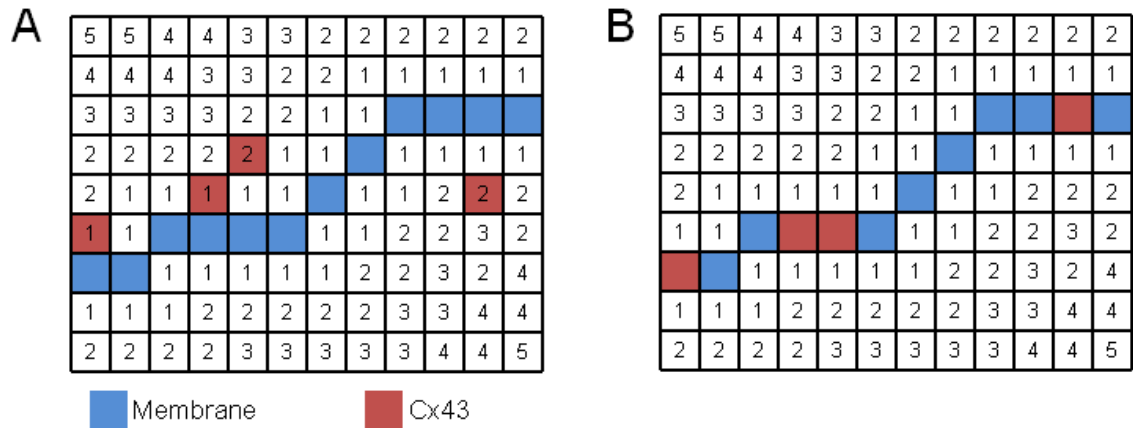 A
5 5 4 4 3 3 2 2 2 2 2 2
4 4 4 3 3 2 2 1 1 1 1 1
3 3 3 3 2 2 1 1
2 2 2 2 2 1 1 1 1 1 1
2 1 1 1 1 1 1 1 2 2 2
1 1 1 1 2 2 3 2
1 1 1 1 1 2 2 3 2 4
1 1 1 2 2 2 2 2 3 3 4 4
2 2 2 2 3 3 3 3 3 4 4 5
B
5 5 4 4 3 3 2 2 2 2 2 2
4 4 4 3 3 2 2 1 1 1 1 1
3 3 3 3 2 2 1 1
2 2 2 2 2 1 1 1 1 1 1
2 1 1 1 1 1 1 1 2 2 2
1 1 1 1 2 2 3 2
1 1 1 1 1 2 2 3 2 4
1 1 1 2 2 2 2 2 3 3 4 4
2 2 2 2 3 3 3 3 3 4 4 5
Membrane
Cx43